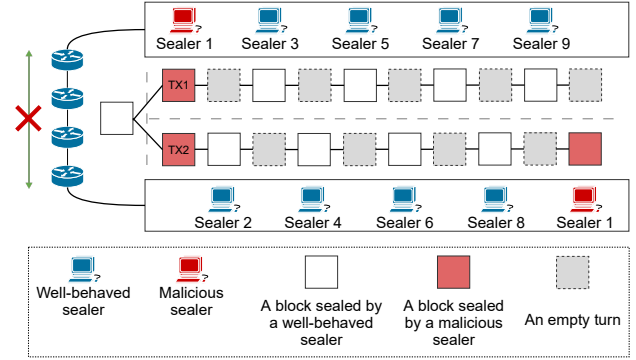 Sealer 1 Sealer 3 Sealer 5 Sealer 7 Sealer 9
TX1
TX2
Sealer 2 Sealer 4 Sealer 6 Sealer 8 Sealer 1
Well-behaved
sealer
Malicious
sealer
A block sealed by
a well-behaved
sealer
A block sealed
by a malicious
sealer
An empty turn